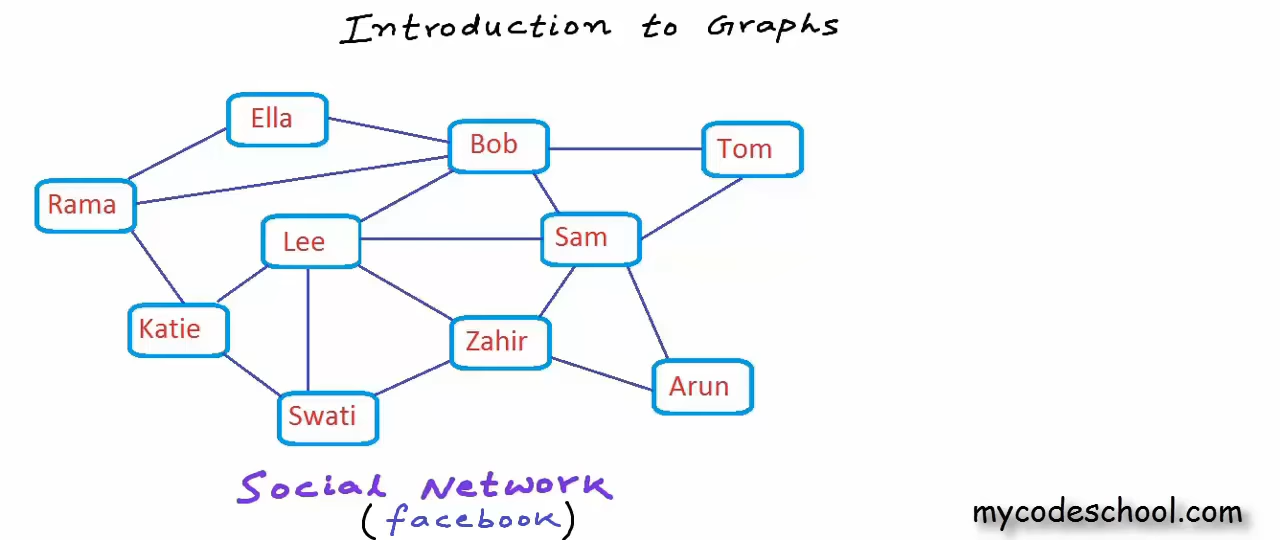 Introduction to Graphs
Ella
Bob
Tom
Rama
Lee
Sam
Katie
Zahir
Arun
Swati
Social Network
(facebook)
mycodeschool.com